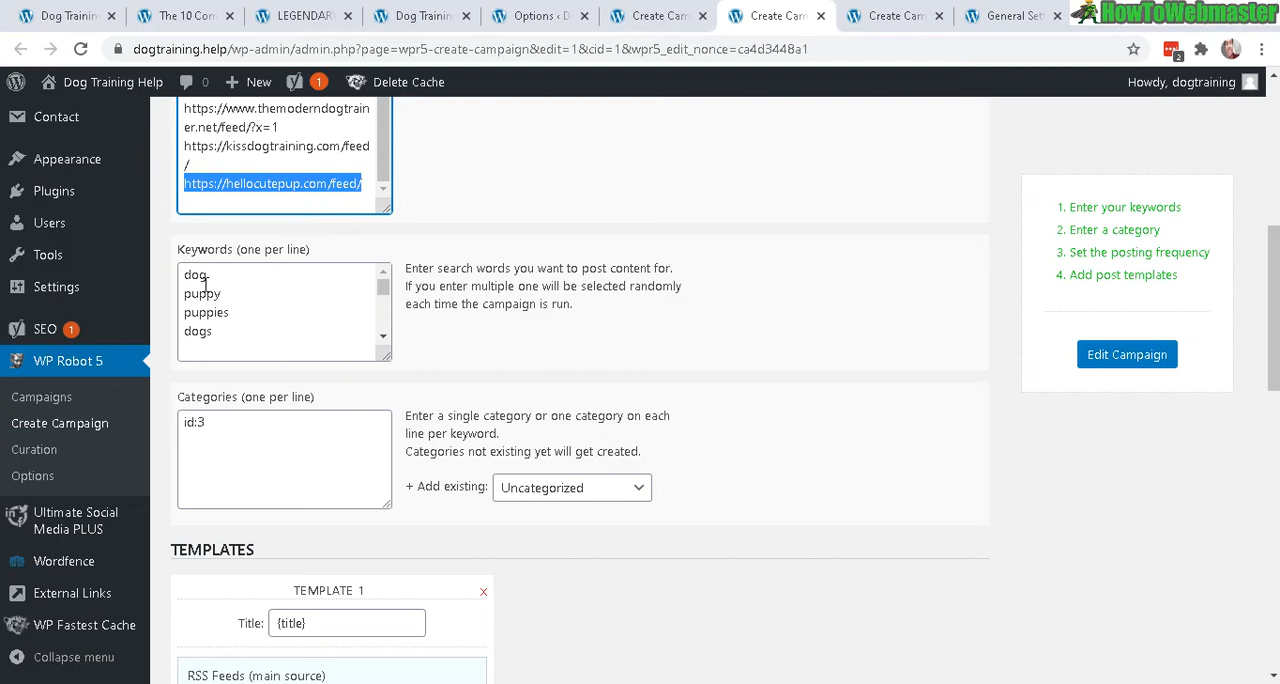 Dog Training
The 10 Com
LEGENDAR
Dog Training
Options ‹ D
Create Cam
Create Cam
Create Cam
General Set
HowToWebmaster
dogtraining.help/wp-admin/admin.php?page=wpr5-create-campaign&edit=1&cid=1&wpr5_edit_nonce=ca4d3448a1
2
Dog Training Help
0
New
1
Delete Cache
Howdy, dogtraining
Contact
Appearance
Plugins
Users
Tools
Settings
SEO 1
WP Robot 5
Campaigns
Create Campaign
Curation
Options
Ultimate Social
Media PLUS
Wordfence
External Links
WP Fastest Cache
Collapse menu
https://www.themoderndogtrain
er.net/feed/?x=1
https://kissdogtraining.com/feed
/
https://hellocutepup.com/feed/
Keywords (one per line)
dog
puppy
puppies
dogs
Enter search words you want to post content for.
If you enter multiple one will be selected randomly
each time the campaign is run.
Categories (one per line)
id:3
Enter a single category or one category on each
line per keyword.
Categories not existing yet will get created.
+ Add existing: Uncategorized
TEMPLATES
TEMPLATE 1
x
Title: {title}
RSS Feeds (main source)
1. Enter your keywords
2. Enter a category
3. Set the posting frequency
4. Add post templates
Edit Campaign